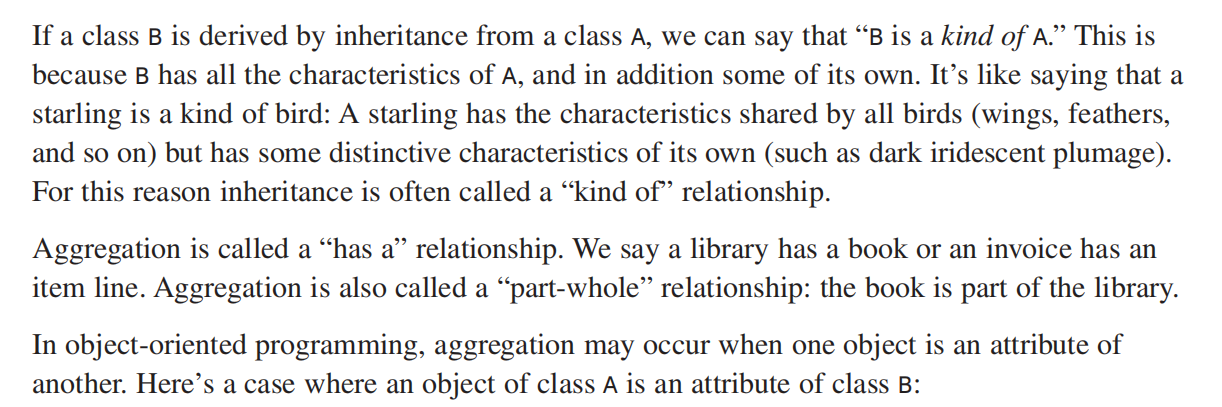 If a class B is derived by inheritance from a class A, we can say that “B is a kind of A.” This is
because B has all the characteristics of A, and in addition some of its own. It’s like saying that a
starling is a kind of bird: A starling has the characteristics shared by all birds (wings, feathers,
and so on) but has some distinctive characteristics of its own (such as dark iridescent plumage).
For this reason inheritance is often called a “kind of” relationship.
Aggregation is called a “has a” relationship. We say a library has a book or an invoice has an
item line. Aggregation is also called a “part-whole” relationship: the book is part of the library.
In object-oriented programming, aggregation may occur when one object is an attribute of
another. Here’s a case where an object of class A is an attribute of class B: